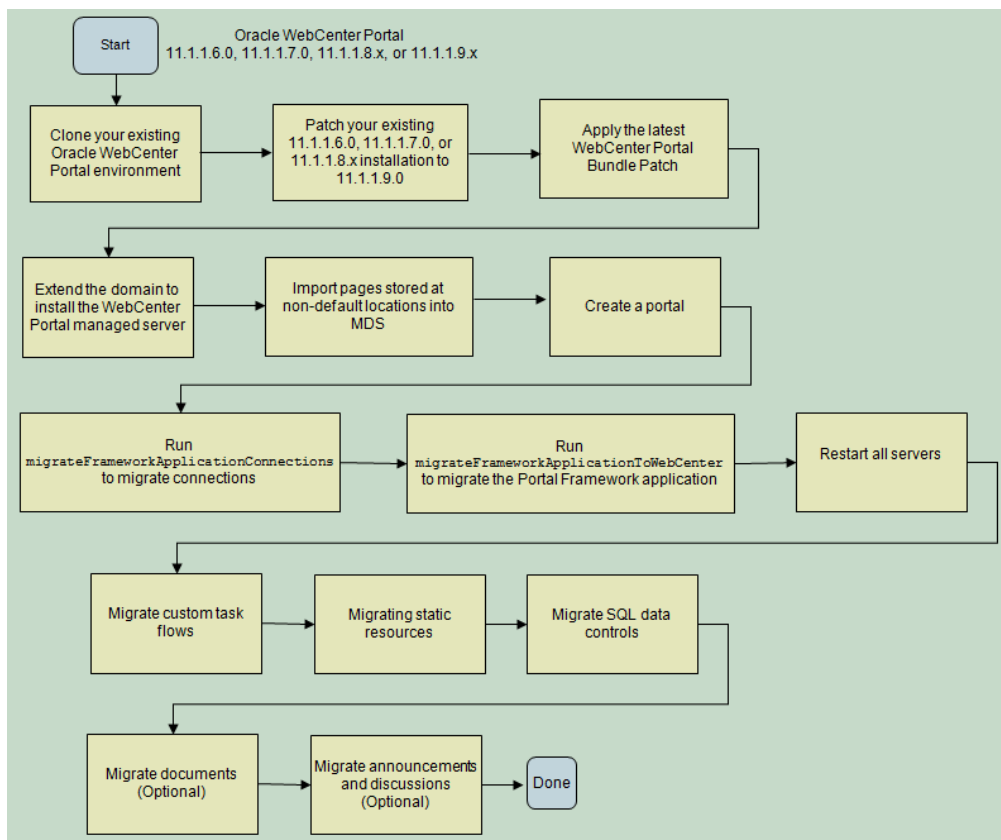 Start
Oracle WebCenter Portal
11.1.1.6.0, 11.1.1.7.0, 11.1.1.8.x, or 11.1.1.9.x
Clone your existing
Oracle WebCenter
Portal environment
Patch your existing
11.1.1.6.0, 11.1.1.7.0, or
11.1.1.8.x installation to
11.1.1.9.0
Apply the latest
WebCenter Portal
Bundle Patch
Extend the domain to
install the WebCenter
Portal managed server
Import pages stored at
non-default locations into
MDS
Create a portal
Run
migrateFrameworkApplicationConnections
to migrate connections
Run
migrateFrameworkApplicationToWebCenter
to migrate the Portal Framework application
Restart all servers
Migrate custom task
flows
Migrating static
resources
Migrate SQL data
controls
Migrate documents
(Optional)
Migrate announcements
and discussions
(Optional)
Done